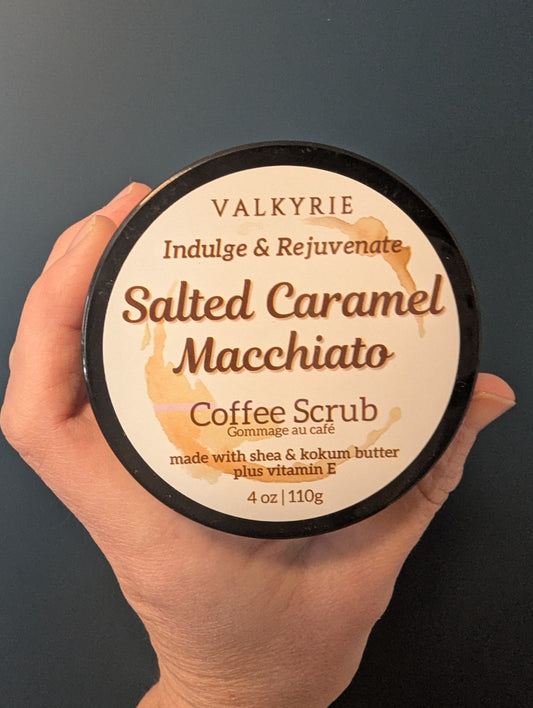 VALKYRIE
Indulge & Rejuvenate
Salted Caramel
Macchiato
Coffee Scrub
Gommage au café
made with shea & kokum butter
plus vitamin E
4 oz | 110g